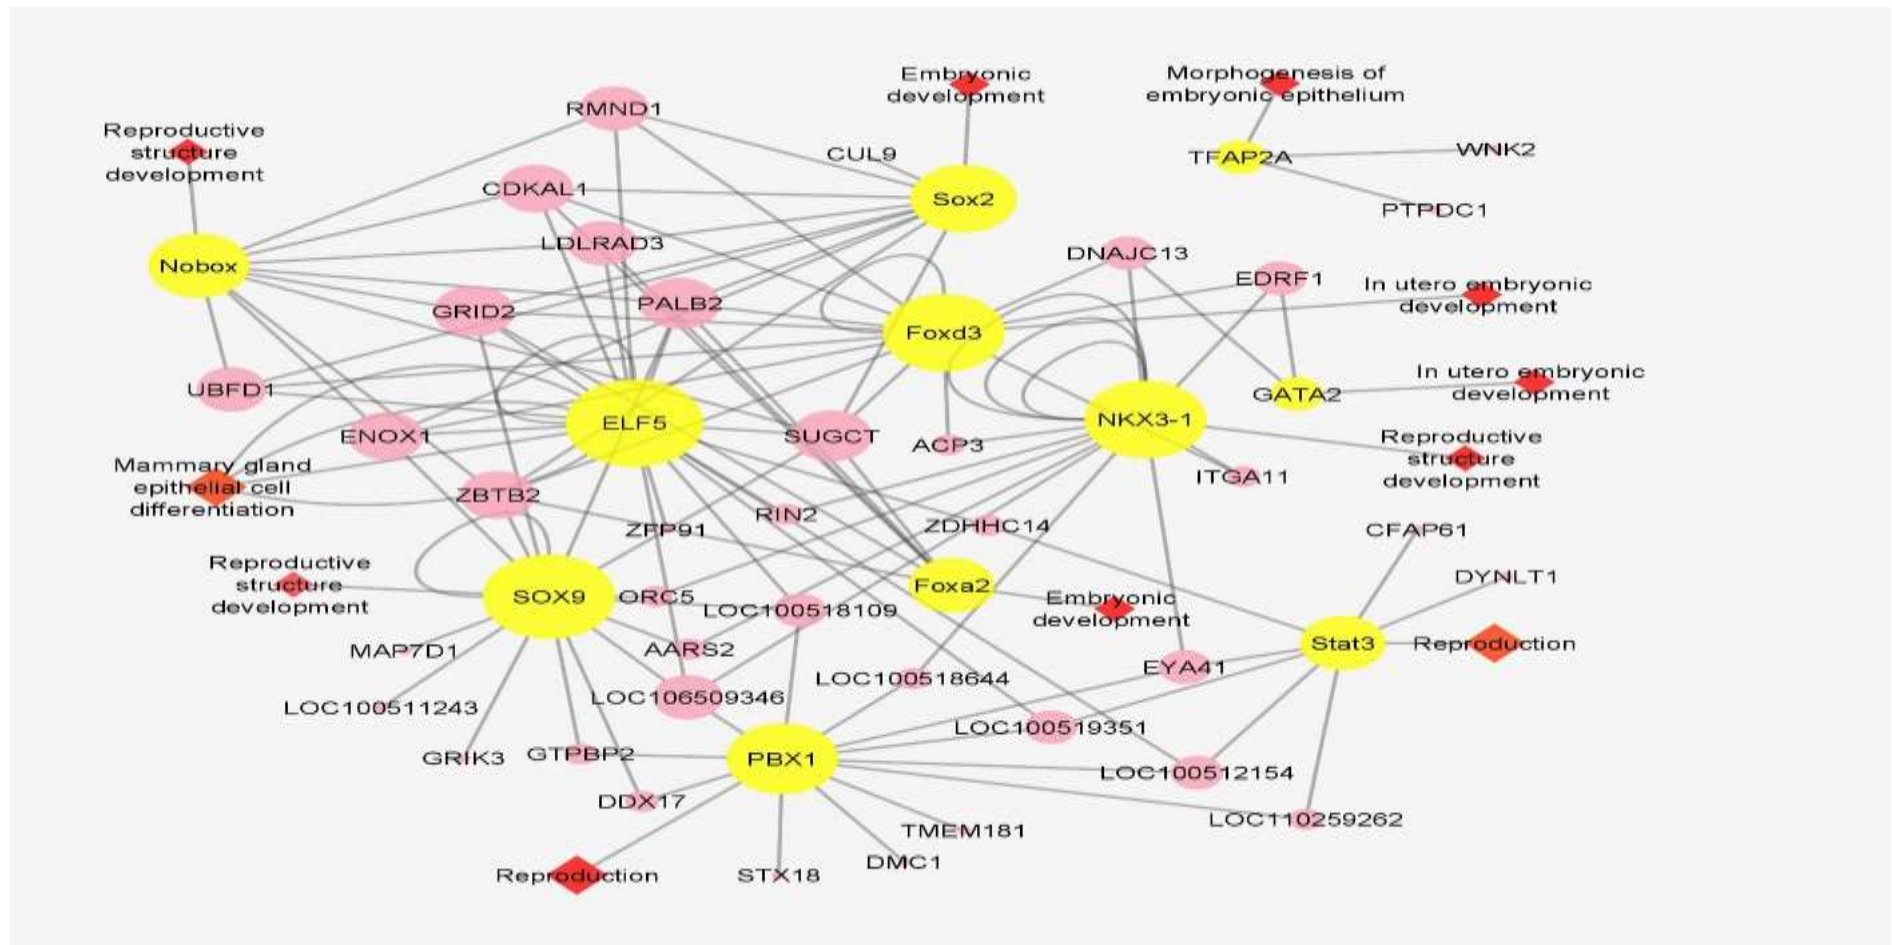 Embryonic
development
Morphogenesis of
embryonic epithelium
RMND1
Reproductive
structure
development
CUL9
TFAP2A
WNK2
CDKAL1
Sox2
PTPDC1
LDLRAD3
DNAJC13
Nobox
EDRF1
In utero embryonic
development
GRID2
PALB2
Foxd3
UBFD1
In utero embryonic
development
GATA2
ENOX1
ELF5
SUGCT
ACP3
NKX3-1
Reproductive
structure
development
ITGA11
Mammary gland
epithelial cell
differentiation
ZBTB2
ZFP91
RIN2
ZDHHC14
CFAP61
Reproductive
structure
development
SOX9
ORC5
LOC100518109
Foxa2
Embryonic
development
DYNLT1
MAP7D1
AARS2
Stat3
Reproduction
EYA41
LOC100518644
LOC100511243
LOC106509346
LOC100519351
GRIK3
GTPBP2
PBX1
LOC100512154
DDX17
LOC110259262
TMEM181
DMC1
Reproduction
STX18